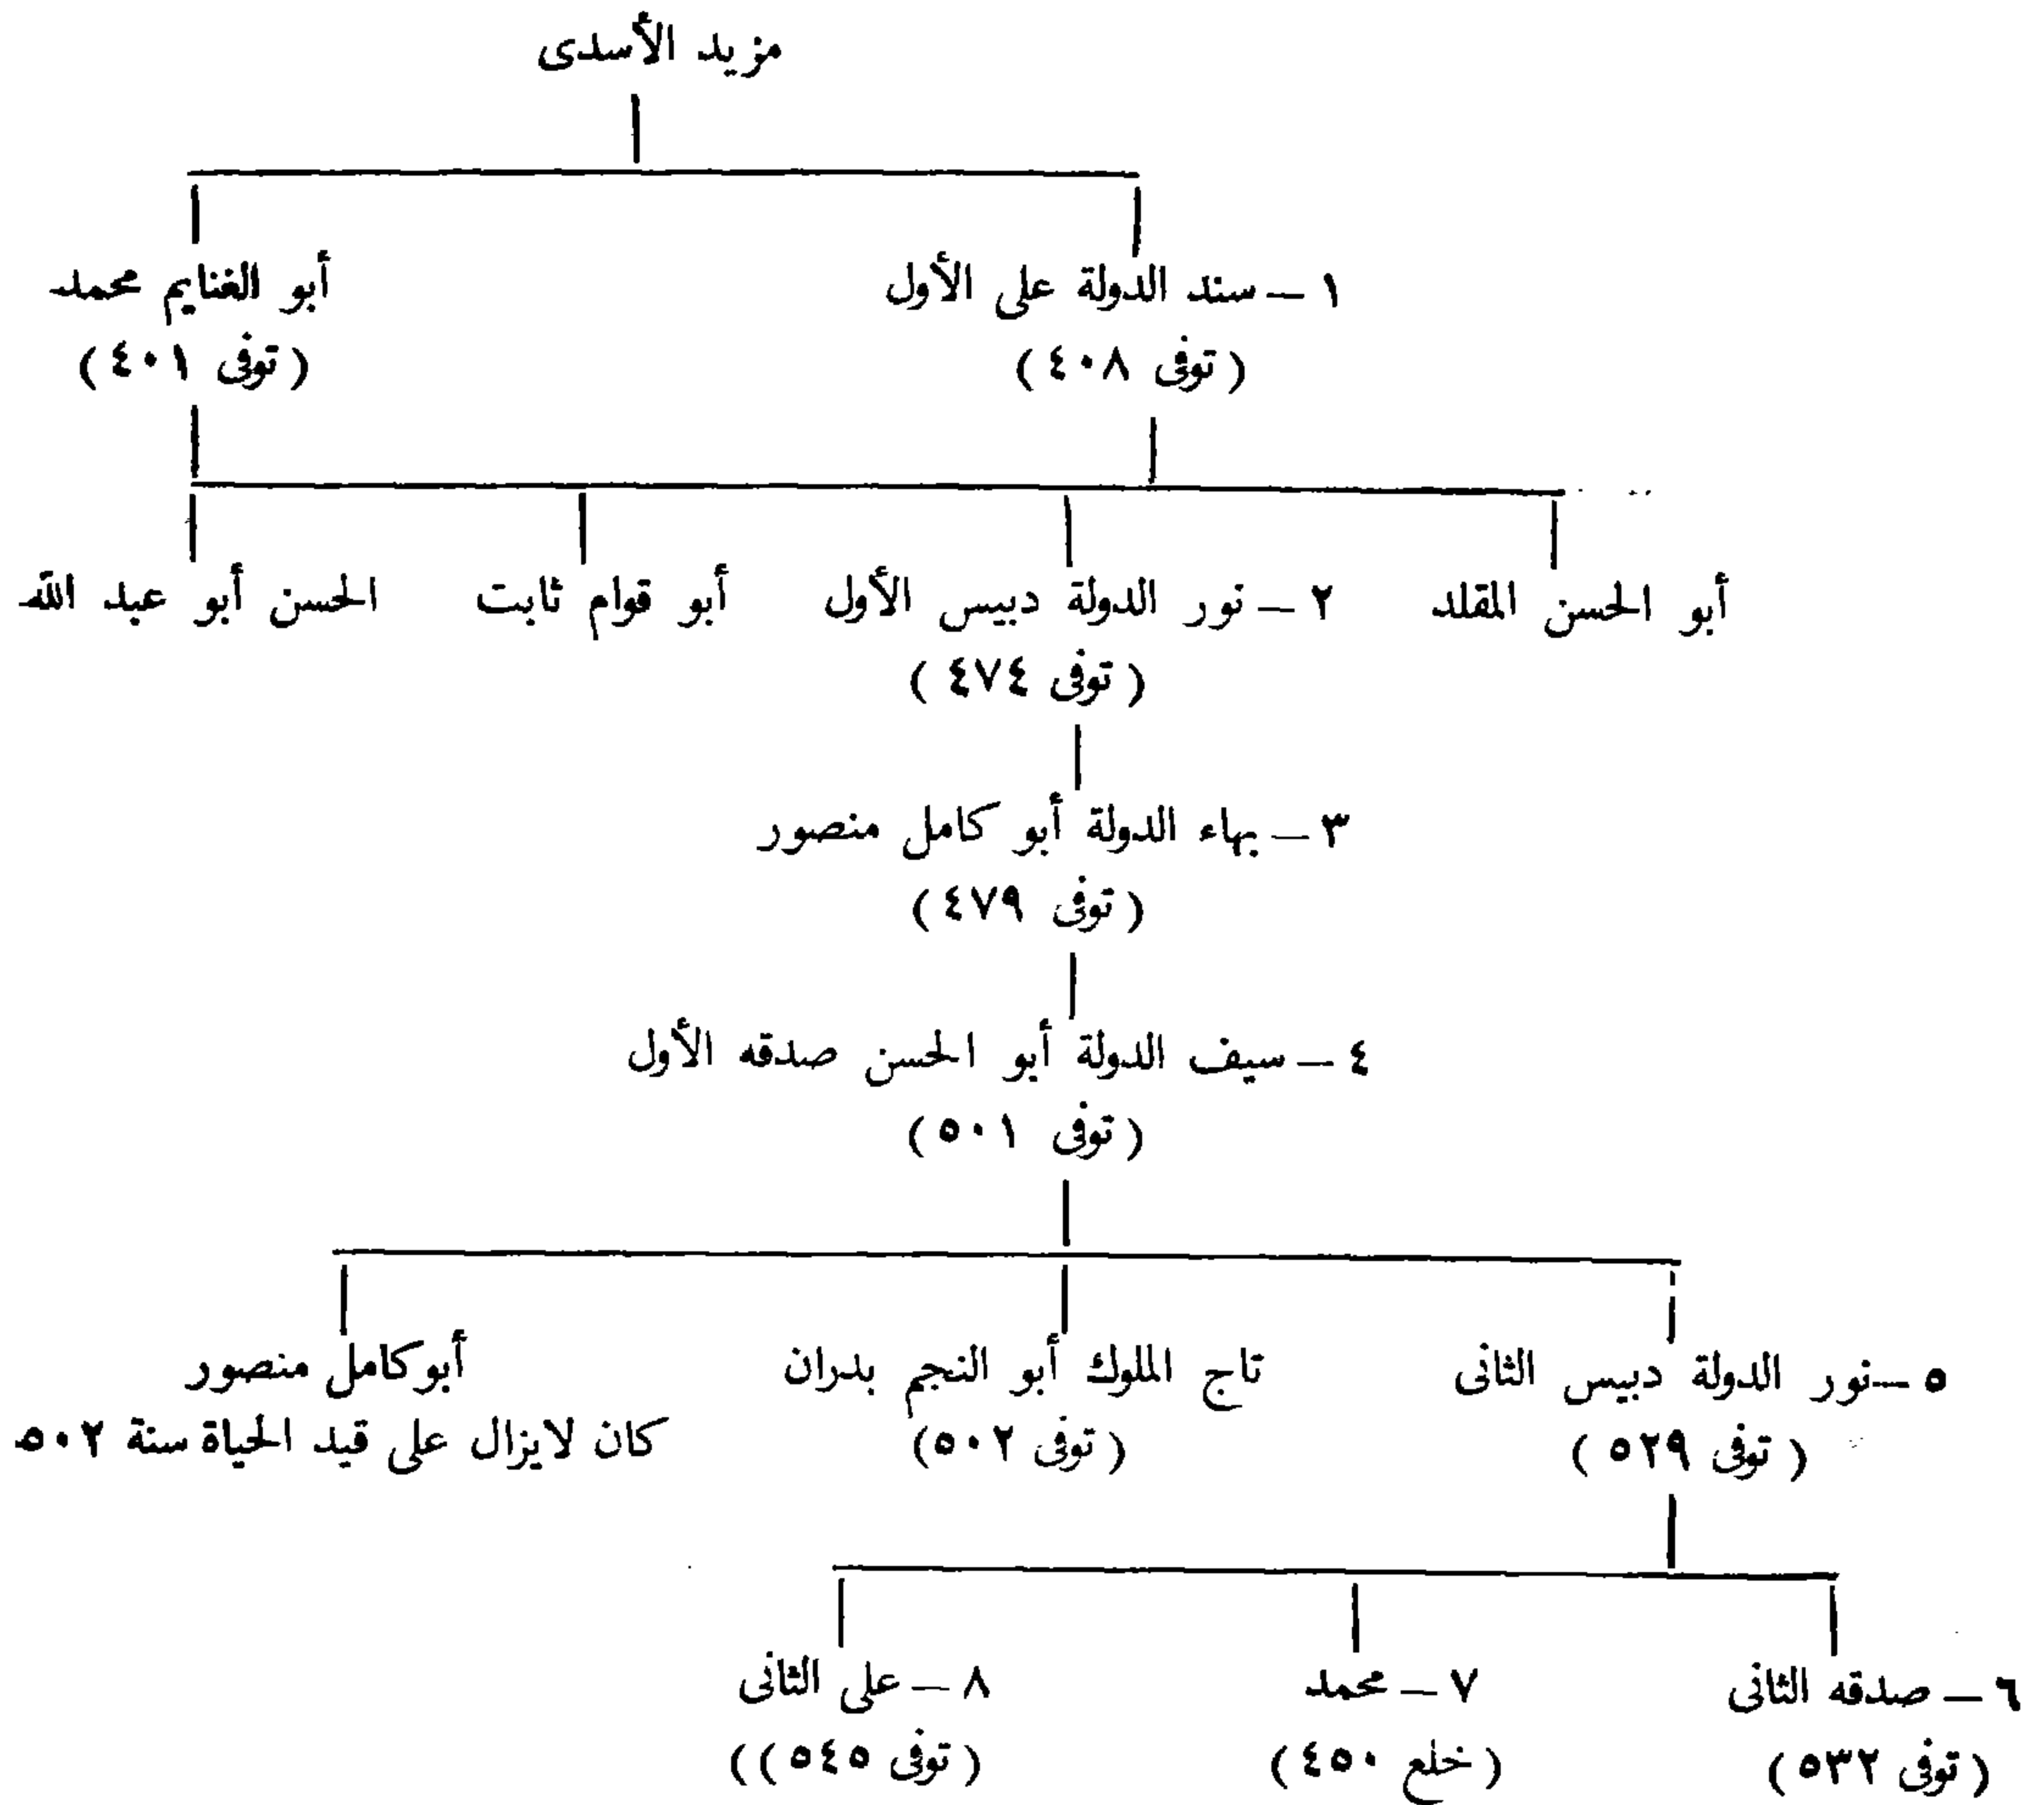 مزيد الأسدى
١ – سند الدولة على الأول
أبو الغنايم محمد
(توفى ٤٠٨)
(توفى ٤٠١)
أبو الحسن المقلد
٢ – نور الدولة دبيس الأول
أبو قوام ثابت
الحسن أبو عبد الله
(توفى ٤٧٤)
٣ – بهاء الدولة أبو كامل منصور
(توفى ٤٧٩)
٤ – سيف الدولة أبو الحسن صدقه الأول
(توفى ٥٠١)
٥ – نور الدولة دبيس الثانى
تاج الملوك أبو النجم بدران
أبو كامل منصور
(توفى ٥٢٩)
(توفى ٥٠٢)
كان لا يزال على قيد الحياة سنة ٥٠٢
٦ – صدقه الثانى
٧ – محمد
٨ – على الثانى
(توفى ٥٣٢)
(خلع ٤٥٠)
(توفى ٥٤٥))